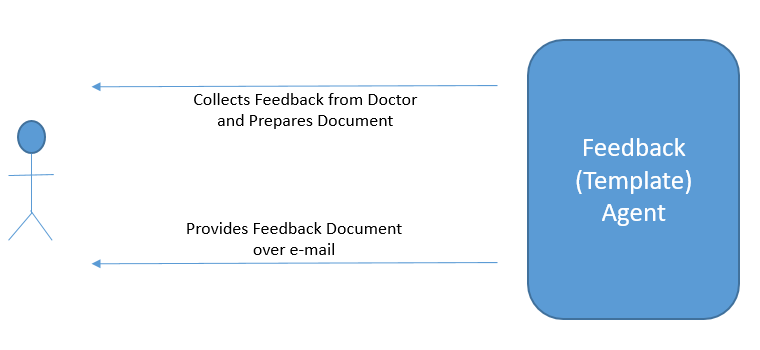 Collects Feedback from Doctor
and Prepares Document
Feedback
(Template)
Agent
Provides Feedback Document
over e-mail